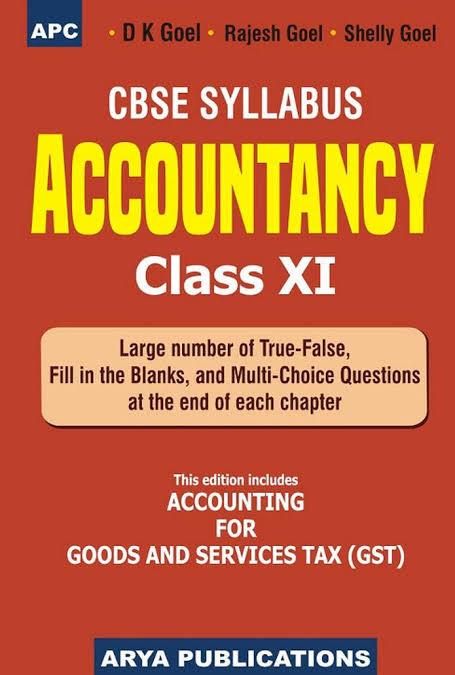 APC • D K Goel • Rajesh Goel • Shelly Goel
CBSE SYLLABUS
ACCOUNTANCY
Class XI
Large number of True-False,
Fill in the Blanks, and Multi-Choice Questions
at the end of each chapter
This edition includes
ACCOUNTING
FOR
GOODS AND SERVICES TAX (GST)
ARYA PUBLICATIONS